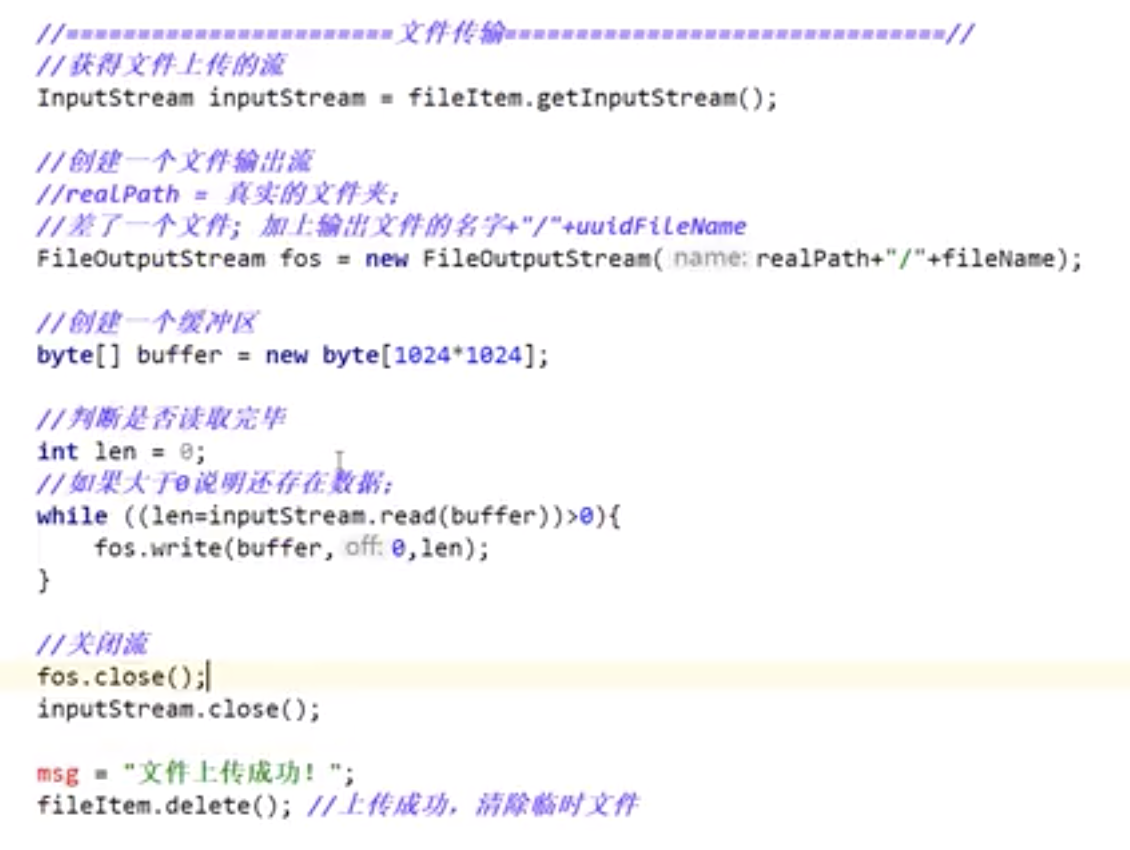 //=======================文件传输===============================//
//获得文件上传的流
InputStream inputStream = fileItem.getInputStream();
//创建一个文件输出流
//realPath = 真实的文件夹;
//差了一个文件; 加上输出文件的名字+"/"+uuidFileName
FileOutputStream fos = new FileOutputStream( name: realPath+"/"+fileName);
//创建一个缓冲区
byte[] buffer = new byte[1024*1024];
//判断是否读取完毕
int len = 0;
//如果大于0说明还存在数据;
while ((len=inputStream.read(buffer))>0){
    fos.write(buffer, off: 0,len);
}
//关闭流
fos.close();
inputStream.close();
msg = "文件上传成功! ";
fileItem.delete(); //上传成功，清除临时文件